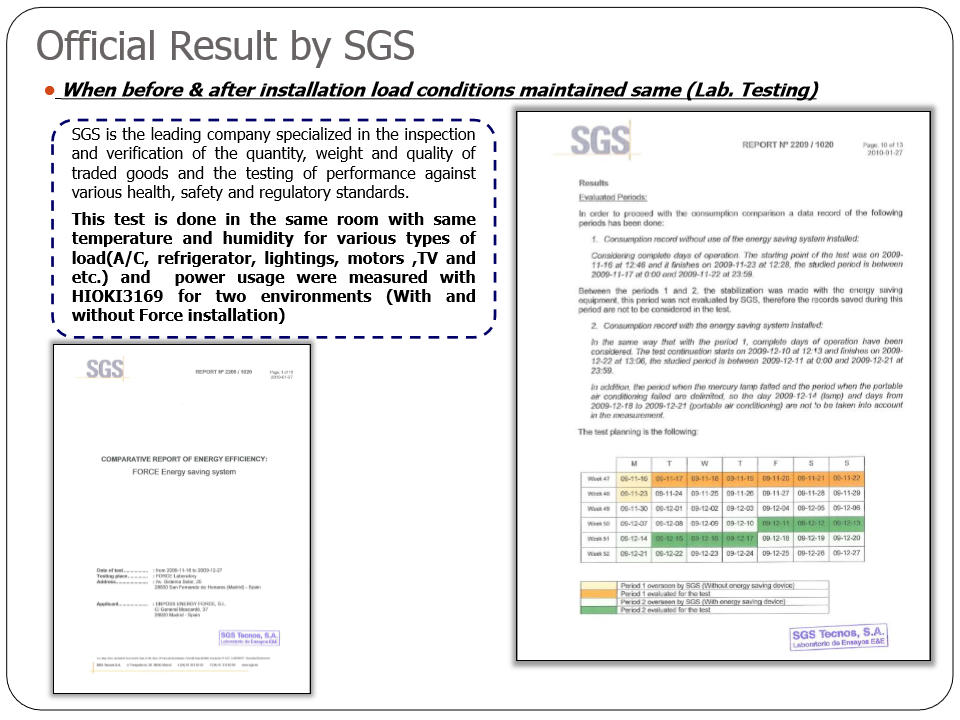 Official Result by SGS
When before & after installation load conditions maintained same (Lab. Testing)
SGS is the leading company specialized in the inspection
and verification of the quantity, weight and quality of
traded goods and the testing of performance against
various health, safety and regulatory standards.
This test is done in the same room with same
temperature and humidity for various types of
load(A/C, refrigerator, lightings, motors ,TV and
etc.) and power usage were measured with
HIOKI3169 for two environments (With and
without Force installation)
SGS
REPORT Nº 2209 / 1020
COMPARATIVE REPORT OF ENERGY EFFICIENCY:
FORCE Energy saving system
Date of test : from 2009-11-16 to 2009-12-27
Testing place : FORCE Laboratory
Address
28830 San Fernando de Henares (Madrid) - Spain
Applicant
28020 Madrid - Spain
SGS Tecnos, S.A.
Laboratorio de Ensayos E&E
SGS
REPORT Nº 2209 / 1020
Page. 10 of 13
2010-01-27
Results
Evaluated Periods:
In order to proceed with the consumption comparison a data record of the following
periods has been done:
1. Consumption record without use of the energy saving system installed:
Considering complete days of operation. The starting point of the test was on 2009-
11-16 at 12:46 and it finishes on 2009-11-23 at 12:28, the studied period is between
2009-11-17 at 0:00 and 2009-11-22 at 23:59.
Between the periods 1 and 2, the stabilization was made with the energy saving
equipment, this period was not evaluated by SGS, therefore the records saved during this
period are not to be considered in the test.
2. Consumption record with the energy saving system installed:
In the same way that with the period 1, complete days of operation have been
considered. The test continuation starts on 2009-12-10 at 12:13 and finishes on 2009-
12-22 at 13:06, the studied period is between 2009-12-11 at 0:00 and 2009-12-21 at
23:59.
In addition, the period when the mercury lamp failed and the period when the portable
air conditioning failed are delimited, so the day 2009-12-14 (lamp) and days from
2009-12-18 to 2009-12-21 (portable air conditioning) are not to be taken into account
in the measurement.
The test planning is the following:
M T W T F S S
Week 47 09-11-16 09-11-17 09-11-18 09-11-19 09-11-20 09-11-21 09-11-22
Week 48 09-11-23 09-11-24 09-11-25 09-11-26 09-11-27 09-11-28 09-11-29
Week 49 09-11-30 09-12-01 09-12-02 09-12-03 09-12-04 09-12-05 09-12-06
Week 50 09-12-07 09-12-08 09-12-09 09-12-10 09-12-11 09-12-12 09-12-13
Week 51 09-12-14 09-12-15 09-12-16 09-12-17 09-12-18 09-12-19 09-12-20
Week 52 09-12-21 09-12-22 09-12-23 09-12-24 09-12-25 09-12-26 09-12-27
Period 1 overseen by SGS (Without energy saving device)
Period 1 evaluated for the test
Period 2 overseen by SGS (With energy saving device)
Period 2 evaluated for the test
SGS Tecnos, S.A.
Laboratorio de Ensayos E&E